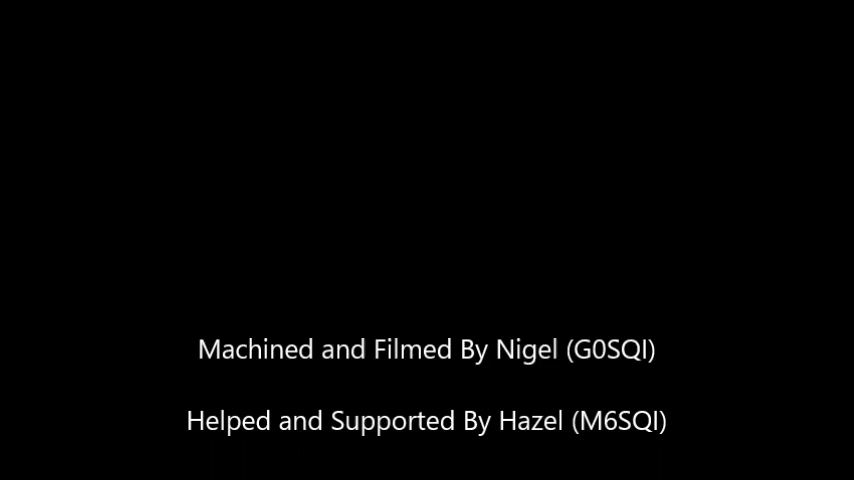 Machined and Filmed By Nigel (G0SQI)
Helped and Supported By Hazel (M6SQI)